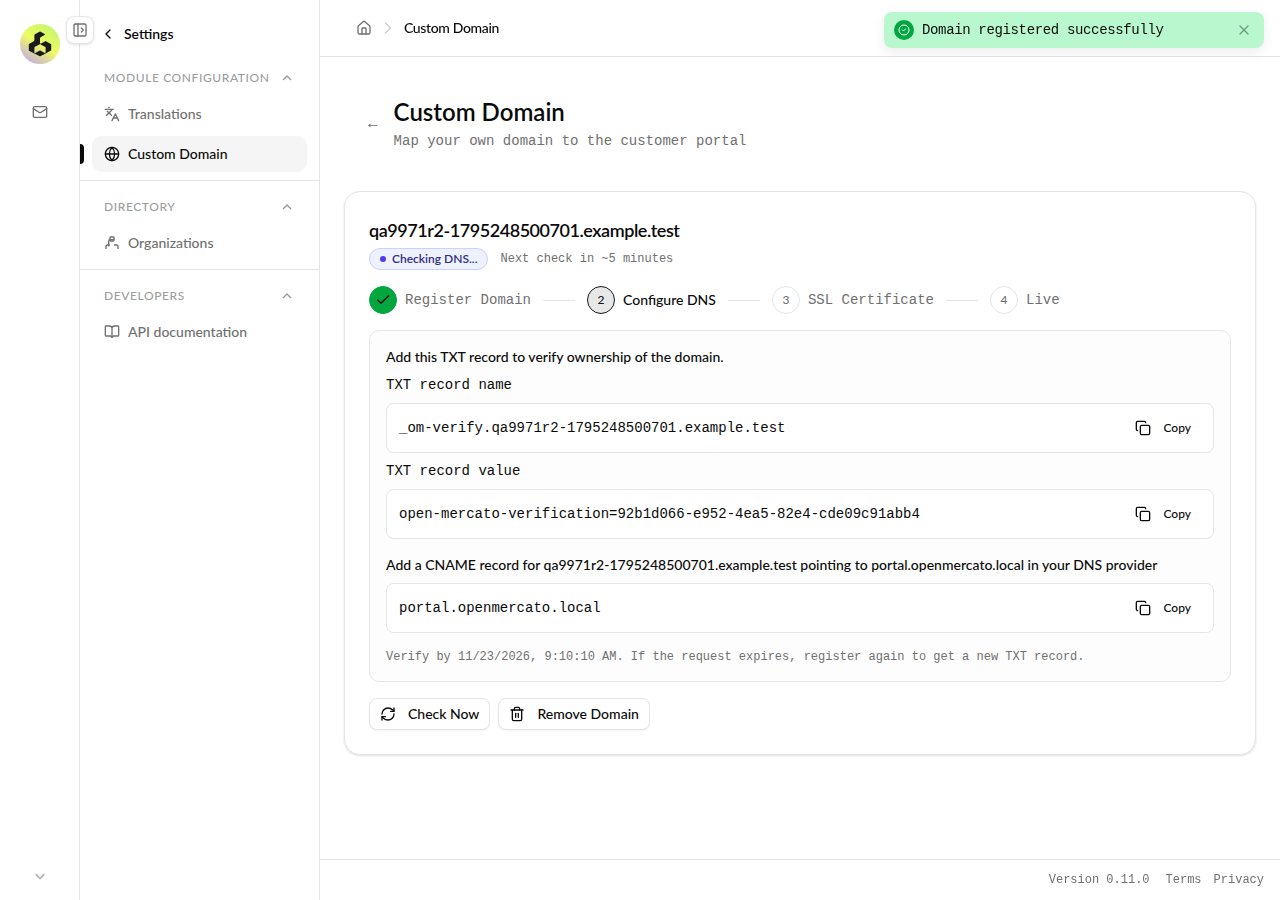 Settings
MODULE CONFIGURATION
Translations
Custom Domain
DIRECTORY
Organizations
DEVELOPERS
API documentation
Custom Domain
Domain registered successfully
←
Custom Domain
Map your own domain to the customer portal
qa9971r2-1795248500701.example.test
Checking DNS...
Next check in ~5 minutes
Register Domain
2
Configure DNS
3
SSL Certificate
4
Live
Add this TXT record to verify ownership of the domain.
TXT record name
_om-verify.qa9971r2-1795248500701.example.test
Copy
TXT record value
open-mercato-verification=92b1d066-e952-4ea5-82e4-cde09c91abb4
Copy
Add a CNAME record for qa9971r2-1795248500701.example.test pointing to portal.openmercato.local in your DNS provider
portal.openmercato.local
Copy
Verify by 11/23/2026, 9:10:10 AM. If the request expires, register again to get a new TXT record.
Check Now
Remove Domain
Version 0.11.0
Terms
Privacy